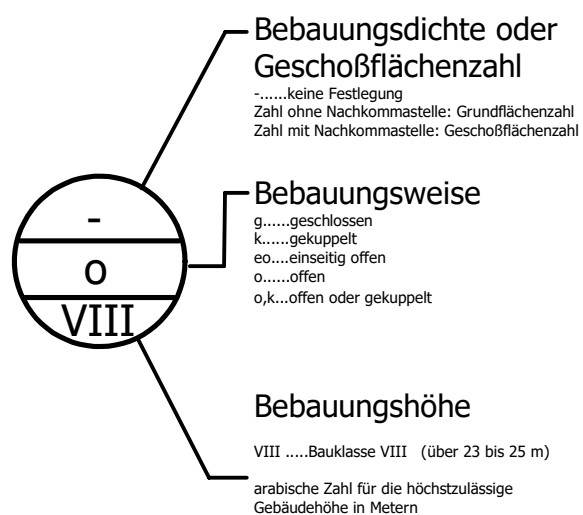 Bebauungsdichte oder
Geschoßflächenzahl
-......keine Festlegung
Zahl ohne Nachkommastelle: Grundflächenzahl
Zahl mit Nachkommastelle: Geschoßflächenzahl
-
o
VIII
Bebauungsweise
g......geschlossen
k......gekuppelt
eo....einseitig offen
o......offen
o,k...offen oder gekuppelt
Bebauungshöhe
VIII .....Bauklasse VIII (über 23 bis 25 m)
arabische Zahl für die höchstzulässige
Gebäudehöhe in Metern